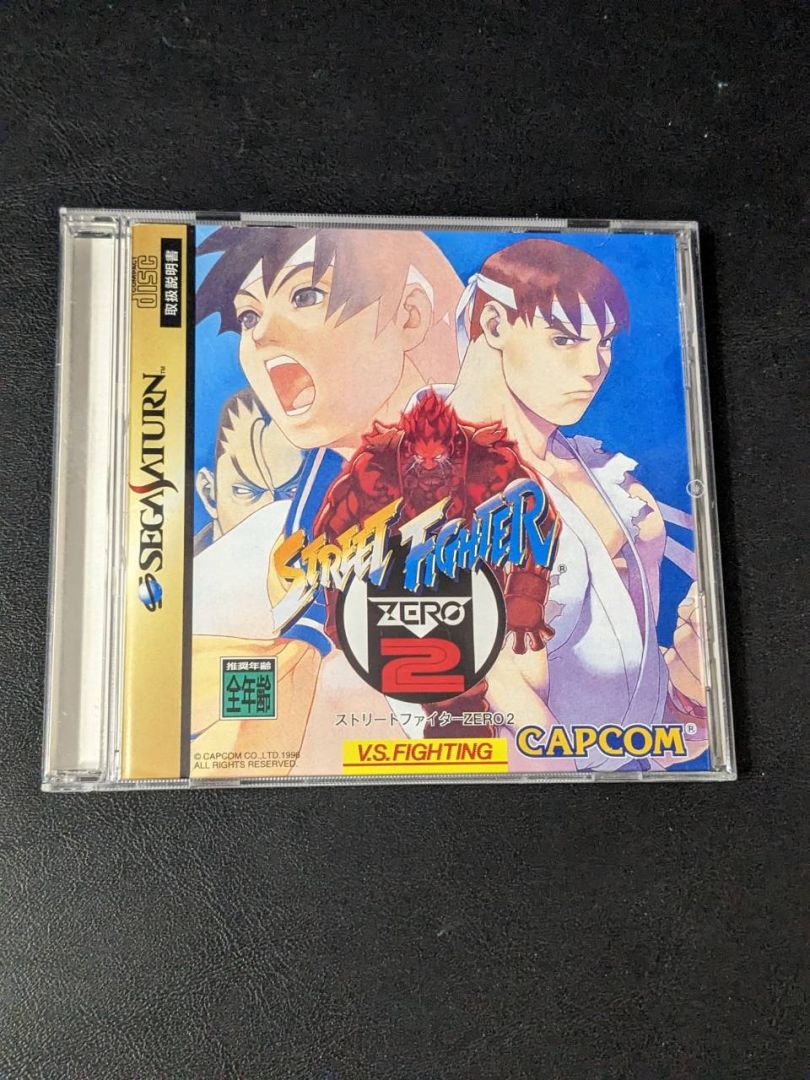 COMPACT
disc
取扱説明書
SEGA SATURN™
STREET FIGHTER®
ZERO
2
ストリートファイターZERO2
推奨年齢
全年齢
© CAPCOM CO.,LTD.1996
ALL RIGHTS RESERVED.
V.S.FIGHTING
CAPCOM®